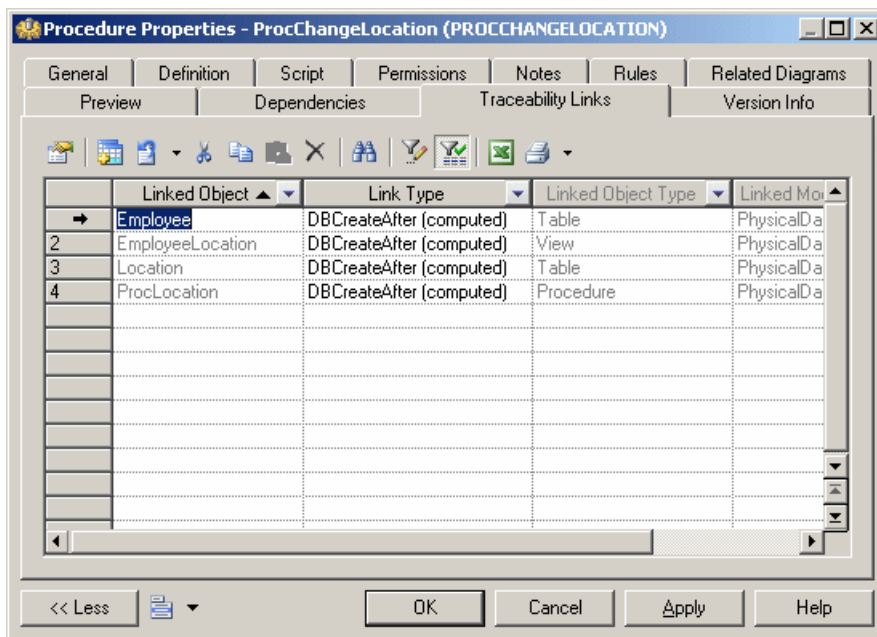 Procedure Properties - ProcChangeLocation (PROCCHANGELOCATION)
General Definition Script Permissions Notes Rules Related Diagrams
Preview Dependencies Traceability Links Version Info
Linked Object Link Type Linked Object Type Linked Mo
Employee DBCreateAfter (computed) Table PhysicalDa
2 EmployeeLocation DBCreateAfter (computed) View PhysicalDa
3 Location DBCreateAfter (computed) Table PhysicalDa
4 ProcLocation DBCreateAfter (computed) Procedure PhysicalDa
<< Less OK Cancel Apply Help